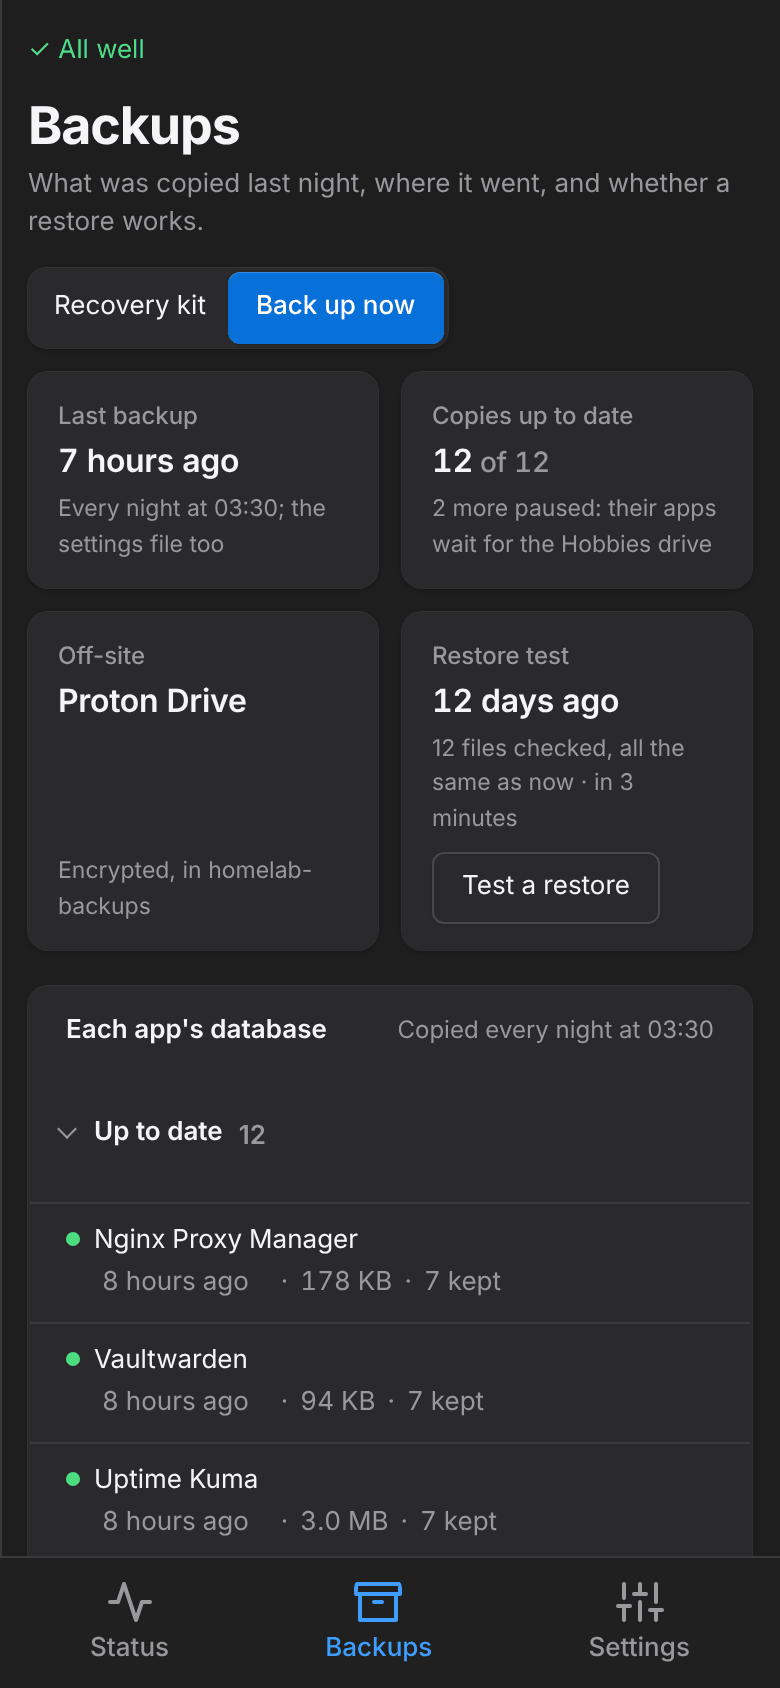 ✓ All well
Backups
What was copied last night, where it went, and whether a
restore works.
Recovery kit
Back up now
Last backup
7 hours ago
Every night at 03:30; the
settings file too
Copies up to date
12 of 12
2 more paused: their apps
wait for the Hobbies drive
Off-site
Proton Drive
Encrypted, in homelab-
backups
Restore test
12 days ago
12 files checked, all the
same as now · in 3
minutes
Test a restore
Each app's database
Copied every night at 03:30
Up to date 12
Nginx Proxy Manager
8 hours ago · 178 KB · 7 kept
Vaultwarden
8 hours ago · 94 KB · 7 kept
Uptime Kuma
8 hours ago · 3.0 MB · 7 kept
Status
Backups
Settings